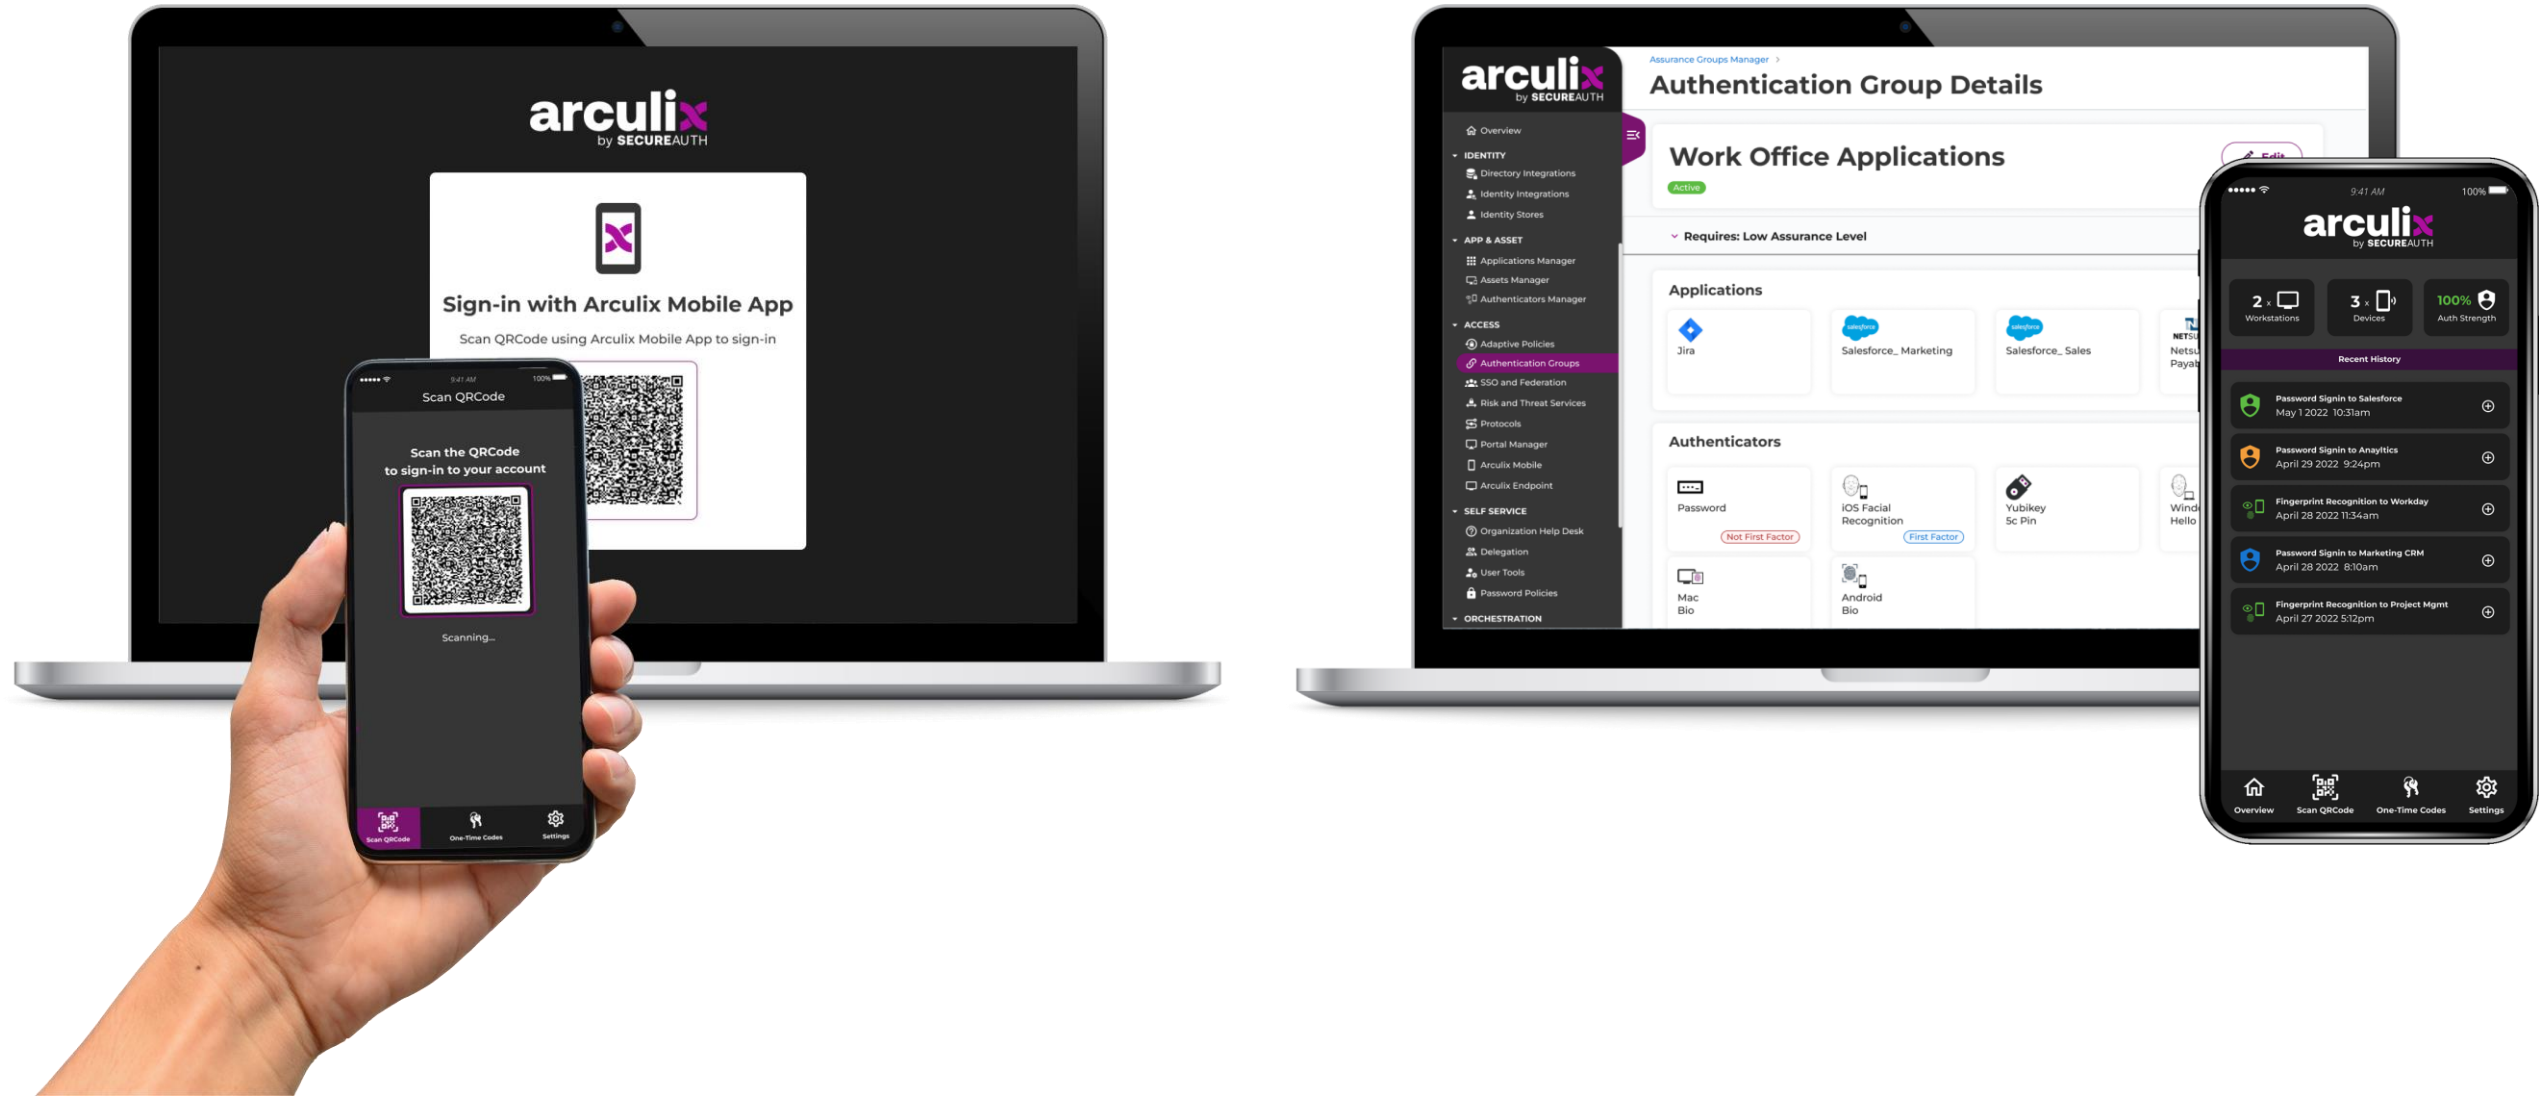 arculix
by SECUREAUTH
Sign-in with Arculix Mobile App
Scan QRCode using Arculix Mobile App to sign-in
9:41 AM
100%
Scan QRCode
Scan the QRCode
to sign-in to your account
Scanning...
Scan QRCode
One-Time Codes
Settings
arculix
by SECUREAUTH
Overview
IDENTITY
Directory Integrations
Identity Integrations
Identity Stores
APP & ASSET
Applications Manager
Assets Manager
Authenticators Manager
ACCESS
Adaptive Policies
Authentication Groups
SSO and Federation
Risk and Threat Services
Protocols
Portal Manager
Arculix Mobile
Arculix Endpoint
SELF SERVICE
Organization Help Desk
Delegation
User Tools
Password Policies
ORCHESTRATION
Assurance Groups Manager >
Authentication Group Details
Work Office Applications
Edit
Active
Requires: Low Assurance Level
Applications
Jira
salesforce
Salesforce_ Marketing
salesforce
Salesforce_ Sales
Authenticators
Password
Not First Factor
iOS Facial
Recognition
First Factor
Yubikey
5c Pin
Hello
Mac
Bio
Android
Bio
9:41 AM
100%
arculix
by SECUREAUTH
2 x
Workstations
3 x
Devices
100%
Auth Strength
Recent History
Password Signin to Salesforce
May 1 2022 10:31am
Password Signin to Anayltics
April 29 2022 9:24pm
Fingerprint Recognition to Workday
April 28 2022 11:34am
Password Signin to Marketing CRM
April 28 2022 8:10am
Fingerprint Recognition to Project Mgmt
April 27 2022 5:12pm
Overview
Scan QRCode
One-Time Codes
Settings